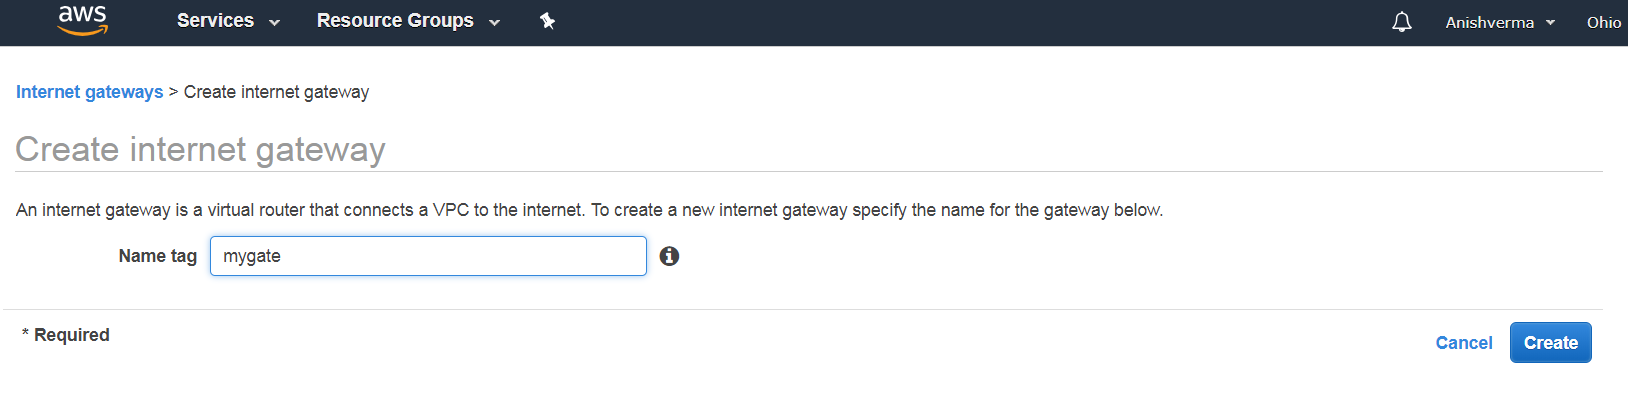 aws Services Resource Groups Anishverma Ohio
Internet gateways > Create internet gateway
Create internet gateway
An internet gateway is a virtual router that connects a VPC to the internet. To create a new internet gateway specify the name for the gateway below.
Name tag mygate
* Required
Cancel Create